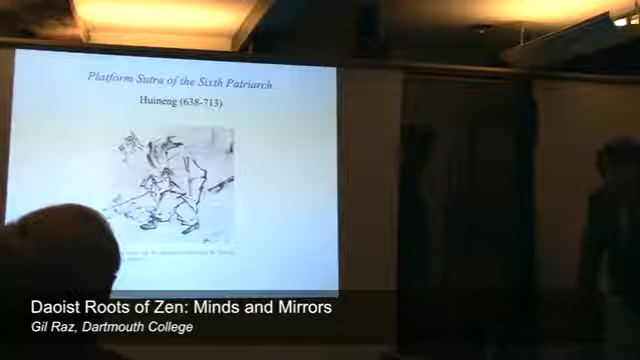 Platform Sutra of the Sixth Patriarch
Huineng (638-713)
Daoist Roots of Zen: Minds and Mirrors
Gil Raz, Dartmouth College